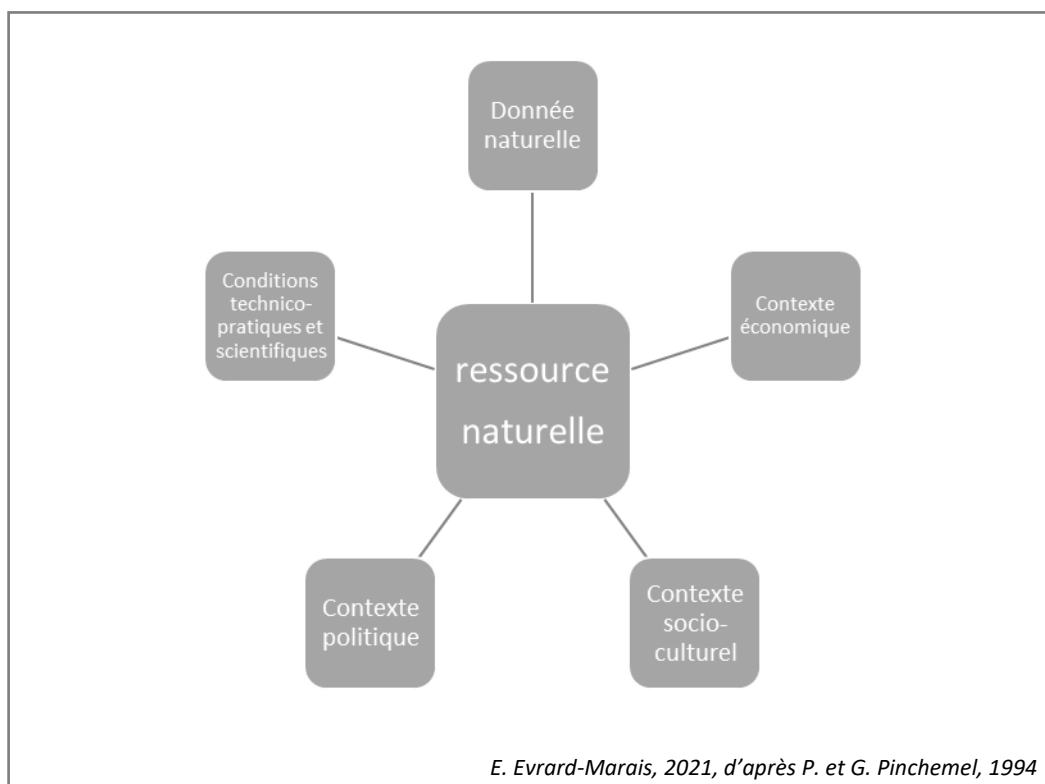 Donnée
naturelle
Conditions
technico-
pratiques et
scientifiques
Contexte
économique
ressource
naturelle
Contexte
politique
Contexte
socio-
culturel
E. Evrard-Marais, 2021, d’après P. et G. Pinchemel, 1994